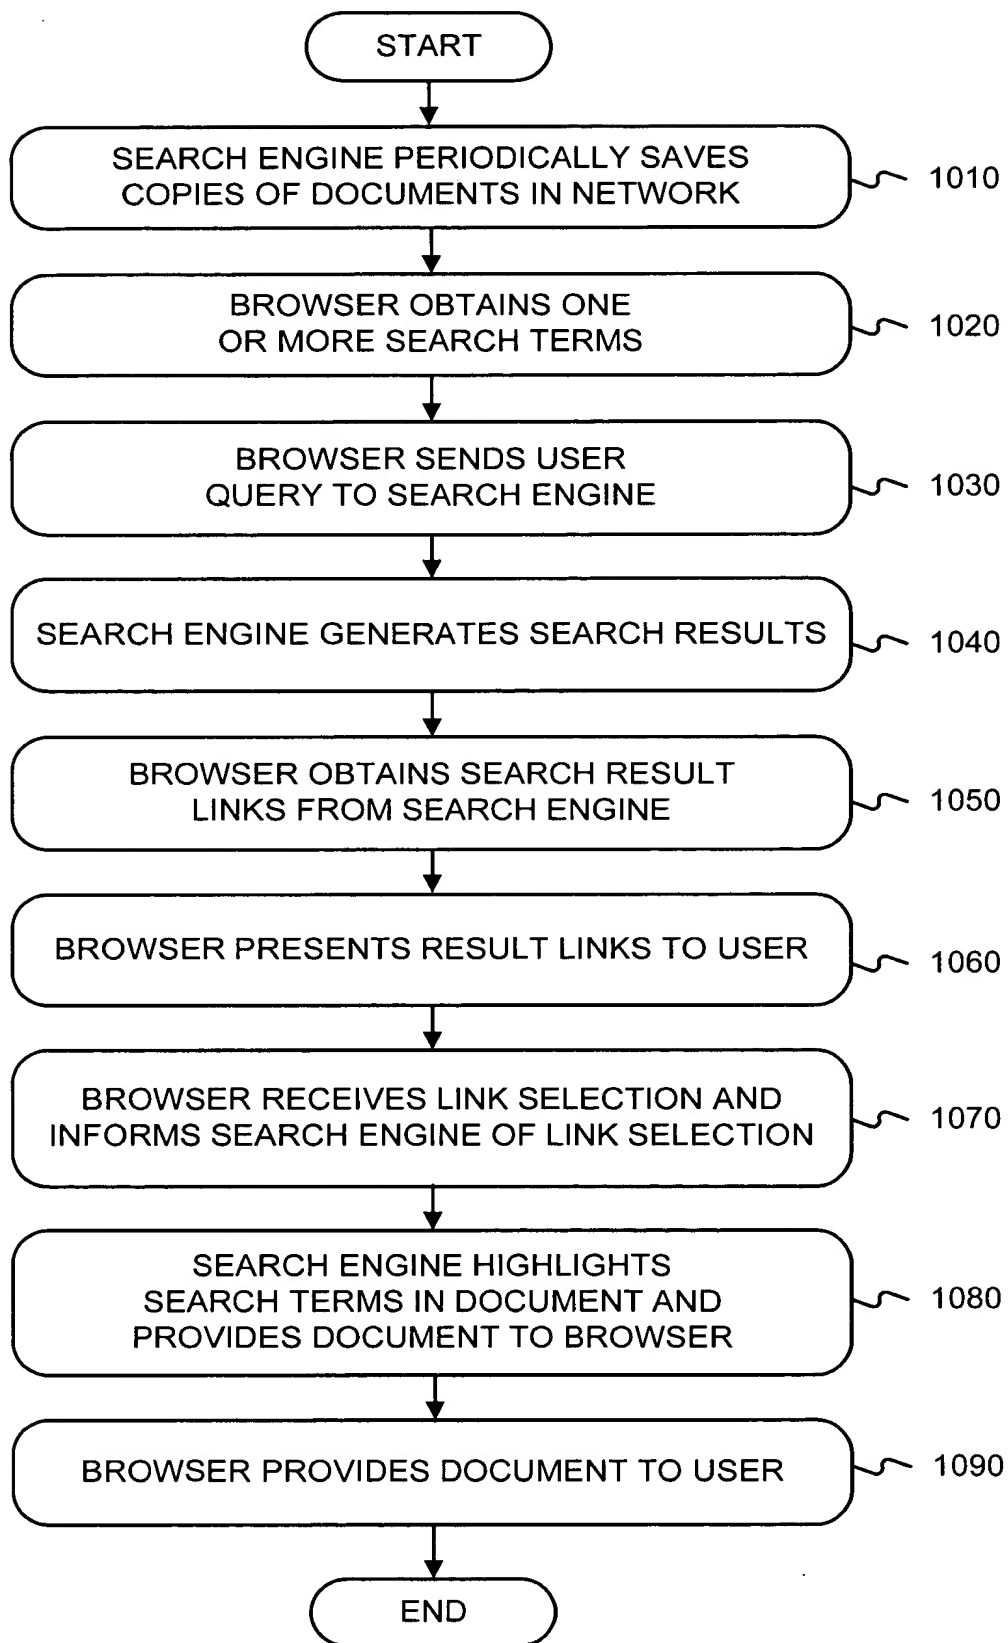 START
SEARCH ENGINE PERIODICALLY SAVES
COPIES OF DOCUMENTS IN NETWORK
1010
BROWSER OBTAINS ONE
OR MORE SEARCH TERMS
1020
BROWSER SENDS USER
QUERY TO SEARCH ENGINE
1030
SEARCH ENGINE GENERATES SEARCH RESULTS
1040
BROWSER OBTAINS SEARCH RESULT
LINKS FROM SEARCH ENGINE
1050
BROWSER PRESENTS RESULT LINKS TO USER
1060
BROWSER RECEIVES LINK SELECTION AND
INFORMS SEARCH ENGINE OF LINK SELECTION
1070
SEARCH ENGINE HIGHLIGHTS
SEARCH TERMS IN DOCUMENT AND
PROVIDES DOCUMENT TO BROWSER
1080
BROWSER PROVIDES DOCUMENT TO USER
1090
END